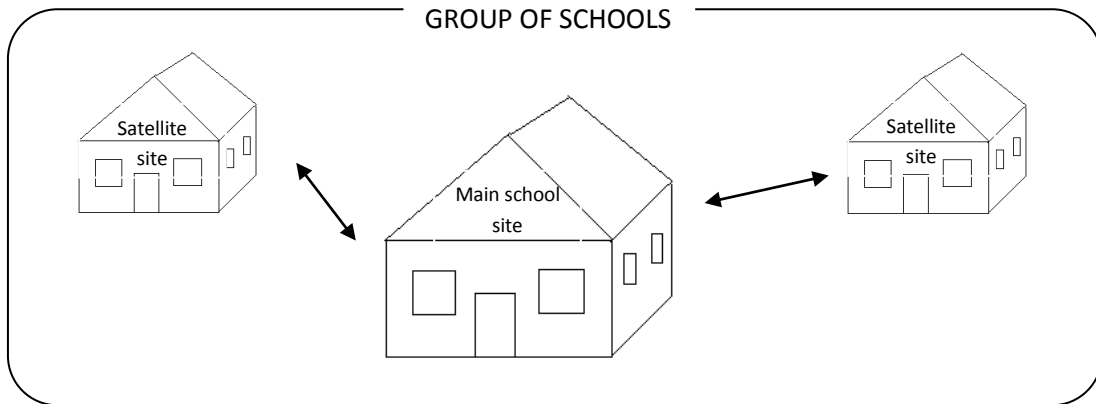 GROUP OF SCHOOLS
Satellite
site
Main school
site
Satellite
site